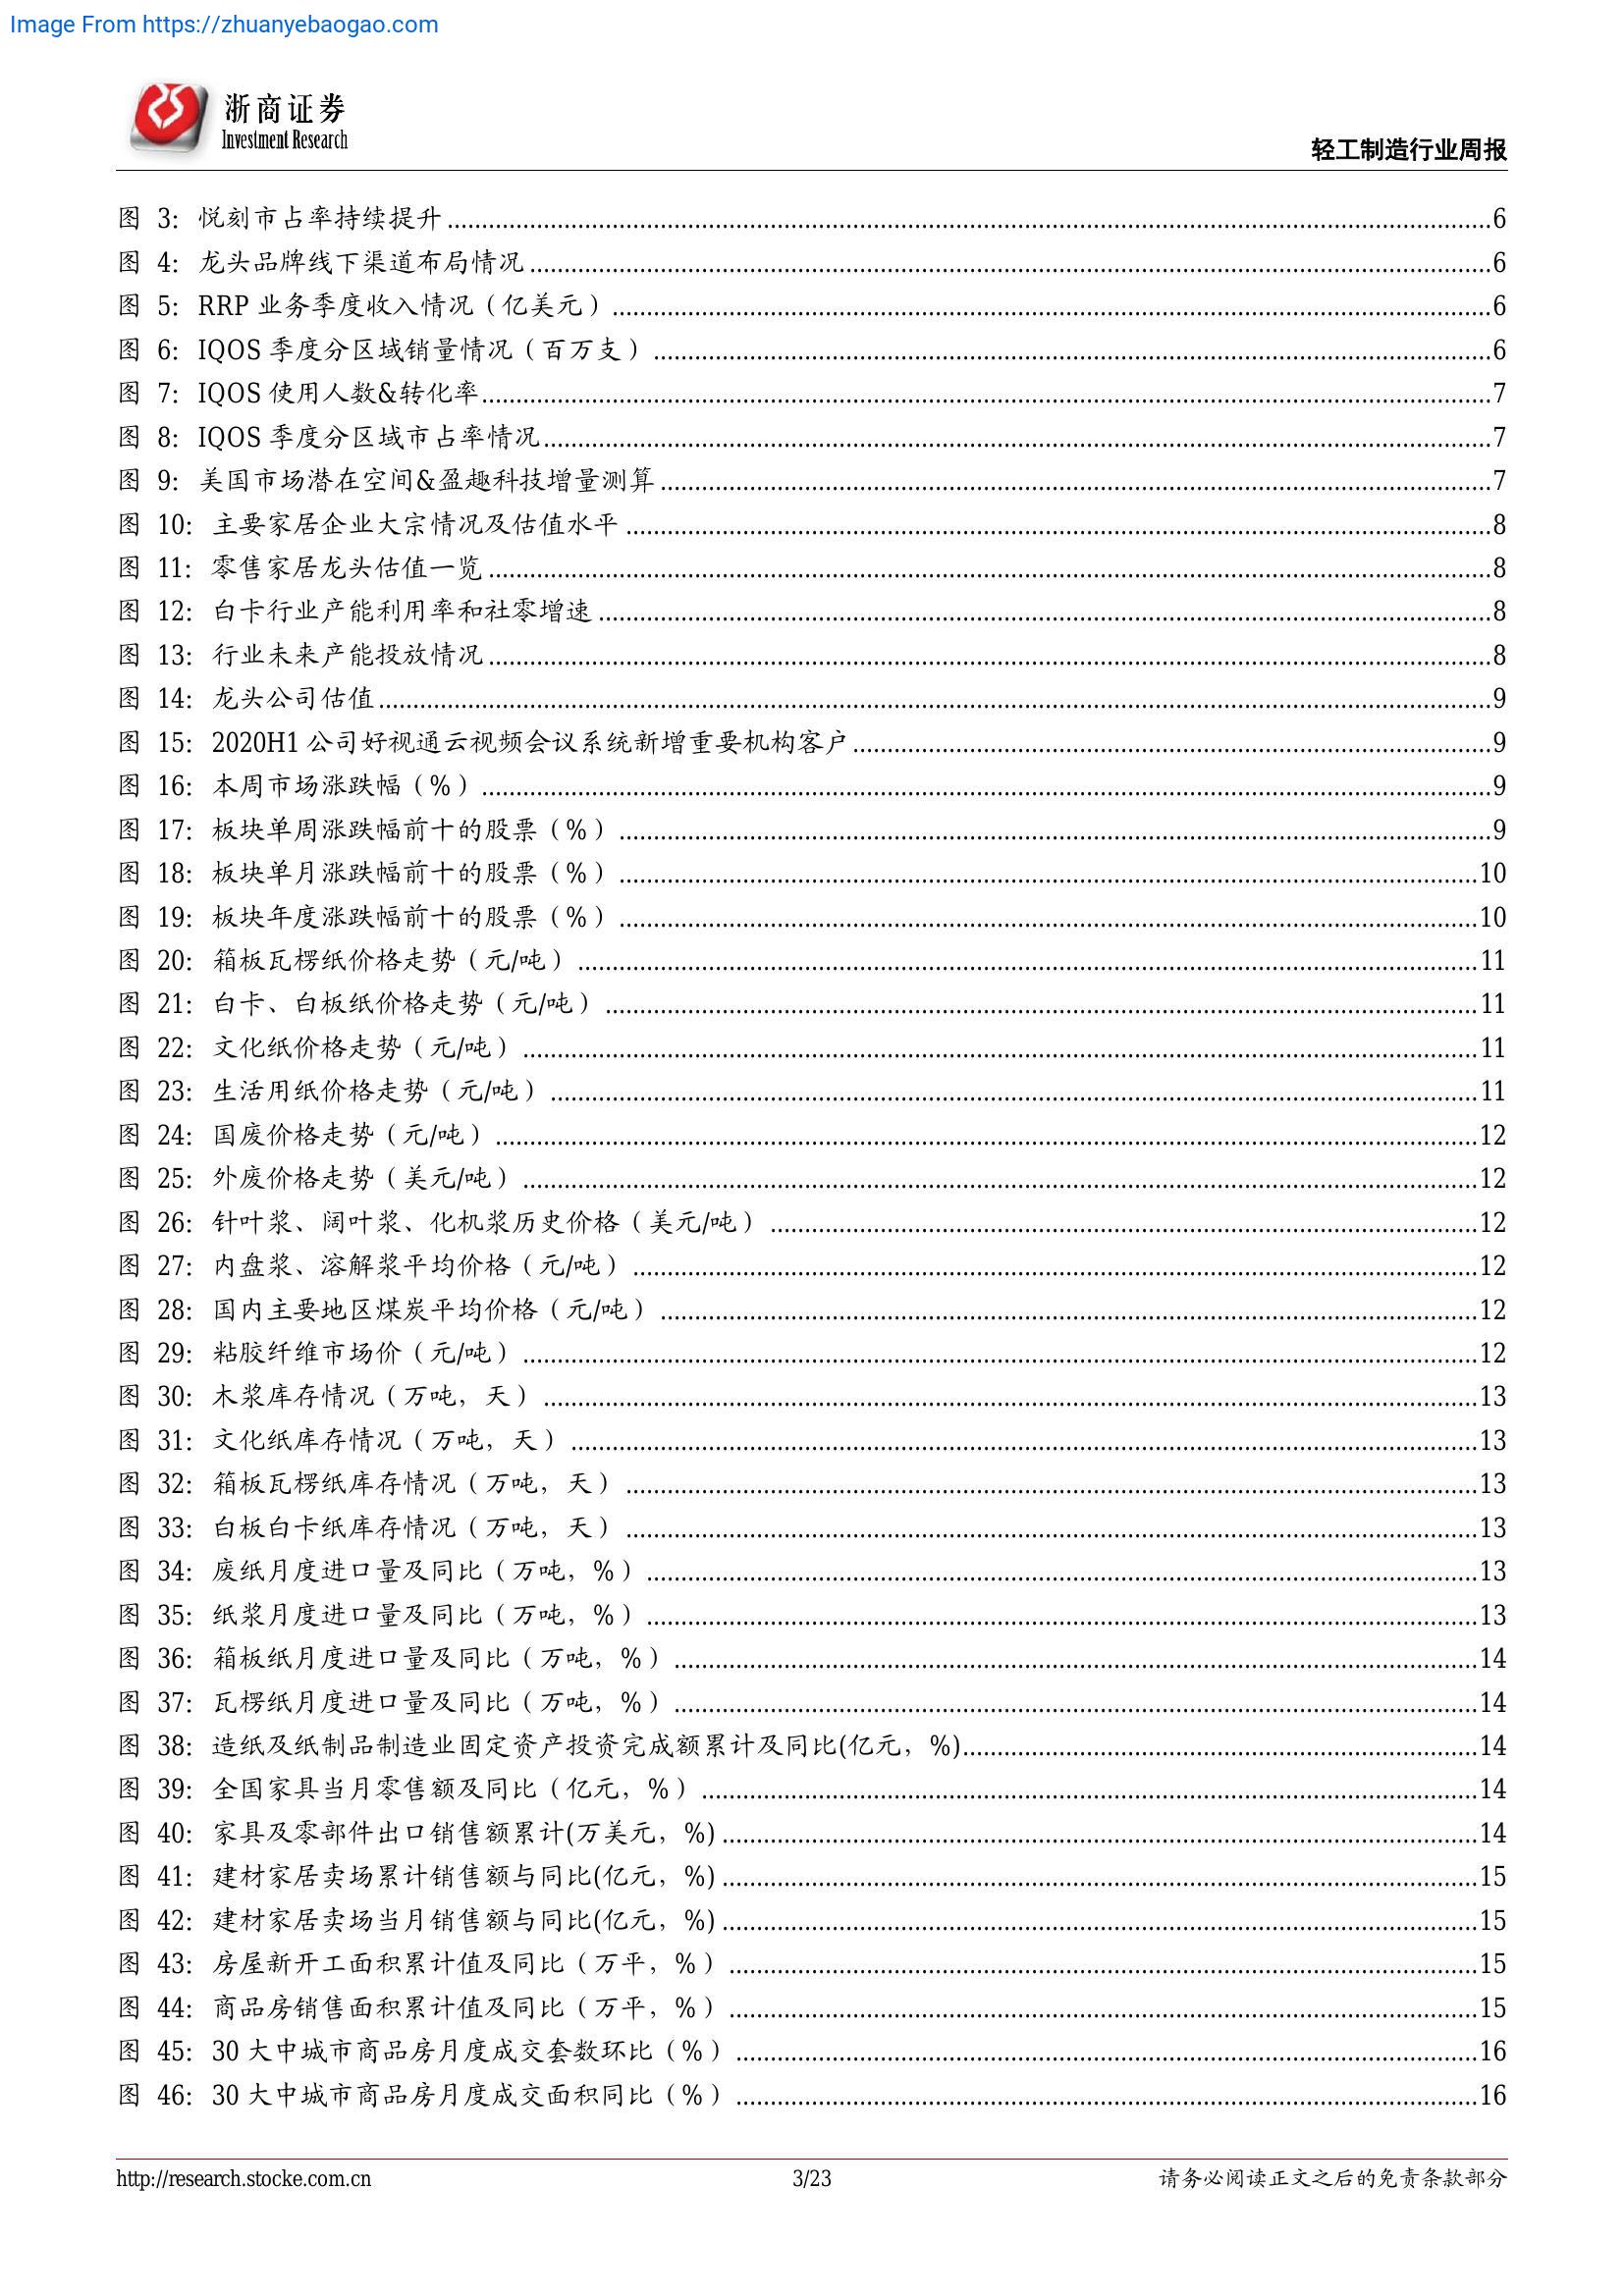 Image From https://zhuanyebaogao.com
浙商证券
Investment Research
轻工制造行业周报
图 3: 悦刻市占率持续提升 6
图 4: 龙头品牌线下渠道布局情况 6
图 5: RRP 业务季度收入情况（亿美元） 6
图 6: IQOS 季度分区域销量情况（百万支） 6
图 7: IQOS 使用人数&转化率 7
图 8: IQOS 季度分区域市占率情况 7
图 9: 美国市场潜在空间&盈趣科技增量测算 7
图 10: 主要家居企业大宗情况及估值水平 8
图 11: 零售家居龙头估值一览 8
图 12: 白卡行业产能利用率和社零增速 8
图 13: 行业未来产能投放情况 8
图 14: 龙头公司估值 9
图 15: 2020H1 公司好视通云视频会议系统新增重要机构客户 9
图 16: 本周市场涨跌幅（%） 9
图 17: 板块单周涨跌幅前十的股票（%） 9
图 18: 板块单月涨跌幅前十的股票（%） 10
图 19: 板块年度涨跌幅前十的股票（%） 10
图 20: 箱板瓦楞纸价格走势（元/吨） 11
图 21: 白卡、白板纸价格走势（元/吨） 11
图 22: 文化纸价格走势（元/吨） 11
图 23: 生活用纸价格走势（元/吨） 11
图 24: 国废价格走势（元/吨） 12
图 25: 外废价格走势（美元/吨） 12
图 26: 针叶浆、阔叶浆、化机浆历史价格（美元/吨） 12
图 27: 内盘浆、溶解浆平均价格（元/吨） 12
图 28: 国内主要地区煤炭平均价格（元/吨） 12
图 29: 粘胶纤维市场价（元/吨） 12
图 30: 木浆库存情况（万吨，天） 13
图 31: 文化纸库存情况（万吨，天） 13
图 32: 箱板瓦楞纸库存情况（万吨，天） 13
图 33: 白板白卡纸库存情况（万吨，天） 13
图 34: 废纸月度进口量及同比（万吨，%） 13
图 35: 纸浆月度进口量及同比（万吨，%） 13
图 36: 箱板纸月度进口量及同比（万吨，%） 14
图 37: 瓦楞纸月度进口量及同比（万吨，%） 14
图 38: 造纸及纸制品制造业固定资产投资完成额累计及同比(亿元，%) 14
图 39: 全国家具当月零售额及同比（亿元，%） 14
图 40: 家具及零部件出口销售额累计(万美元，%) 14
图 41: 建材家居卖场累计销售额与同比(亿元，%) 15
图 42: 建材家居卖场当月销售额与同比(亿元，%) 15
图 43: 房屋新开工面积累计值及同比（万平，%） 15
图 44: 商品房销售面积累计值及同比（万平，%） 15
图 45: 30 大中城市商品房月度成交套数环比（%） 16
图 46: 30 大中城市商品房月度成交面积同比（%） 16
http://research.stocke.com.cn 3/23 请务必阅读正文之后的免责条款部分